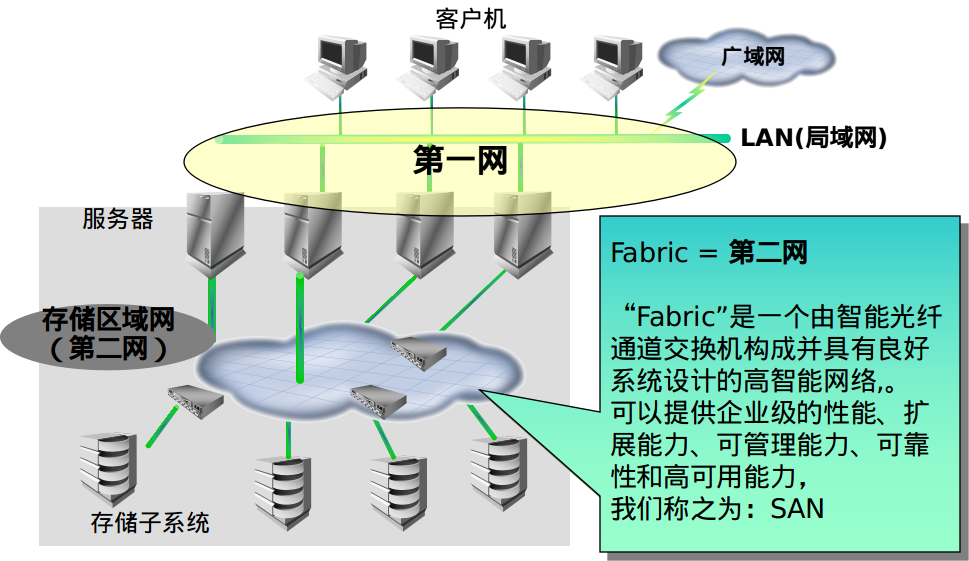 客户机
广域网
LAN(局域网)
第一网
服务器
存储区域网
（第二网）
存储子系统
Fabric = 第二网
“Fabric”是一个由智能光纤
通道交换机构成并具有良好
系统设计的高智能网络,。
可以提供企业级的性能、扩
展能力、可管理能力、可靠
性和高可用能力，
我们称之为：SAN